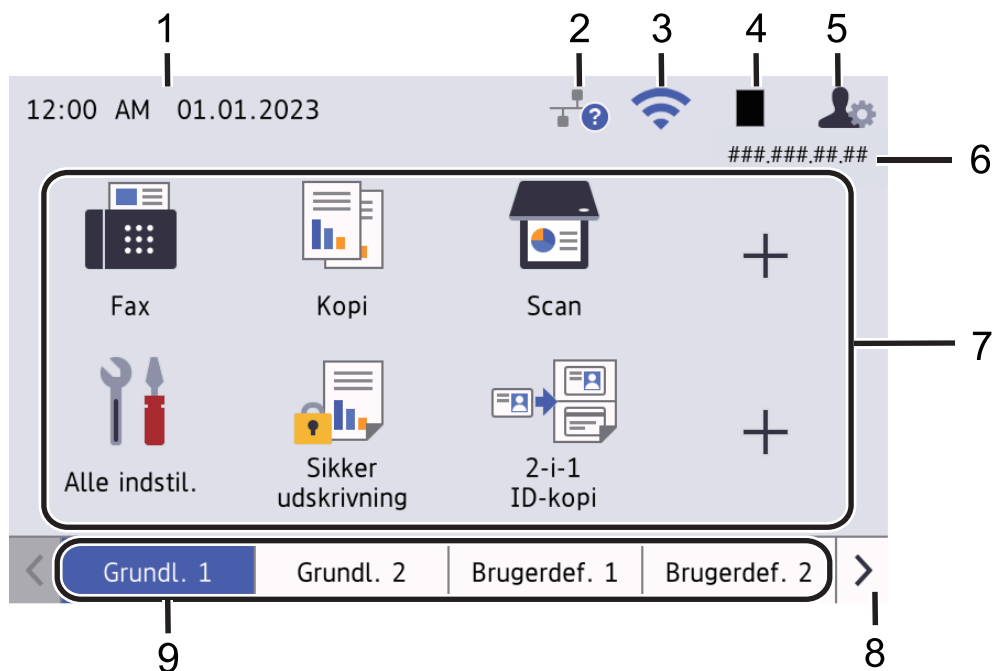 1 2 3 4 5
12:00 AM 01.01.2023
?
###.###.##.## 6
Fax Kopi Scan
7
Alle indstil. Sikker udskrivning 2-i-1 ID-kopi
Grundl. 1 Grundl. 2 Brugerdef. 1 Brugerdef. 2
9 8